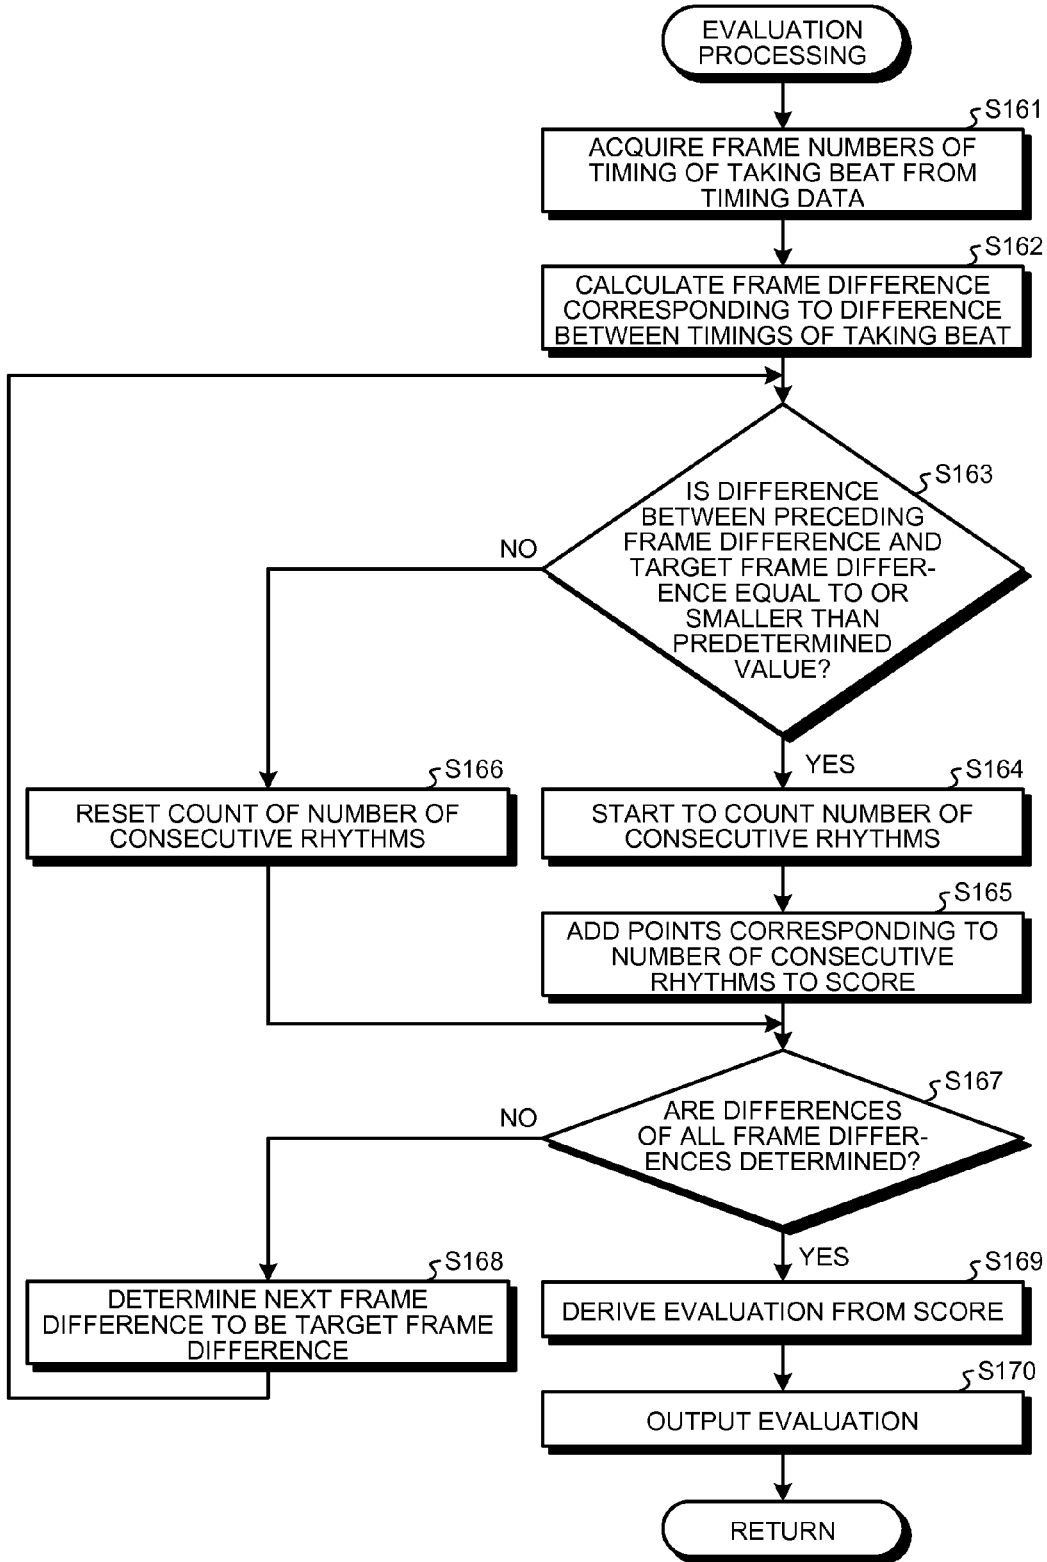 EVALUATION
PROCESSING
S161
ACQUIRE FRAME NUMBERS OF
TIMING OF TAKING BEAT FROM
TIMING DATA
S162
CALCULATE FRAME DIFFERENCE
CORRESPONDING TO DIFFERENCE
BETWEEN TIMINGS OF TAKING BEAT
S163
IS DIFFERENCE
BETWEEN PRECEDING
FRAME DIFFERENCE AND
TARGET FRAME DIFFER-
ENCE EQUAL TO OR
SMALLER THAN
PREDETERMINED
VALUE?
NO
YES
S166
RESET COUNT OF NUMBER OF
CONSECUTIVE RHYTHMS
S164
START TO COUNT NUMBER OF
CONSECUTIVE RHYTHMS
S165
ADD POINTS CORRESPONDING TO
NUMBER OF CONSECUTIVE
RHYTHMS TO SCORE
S167
ARE DIFFERENCES
OF ALL FRAME DIFFER-
ENCES DETERMINED?
NO
YES
S168
DETERMINE NEXT FRAME
DIFFERENCE TO BE TARGET FRAME
DIFFERENCE
S169
DERIVE EVALUATION FROM SCORE
S170
OUTPUT EVALUATION
RETURN